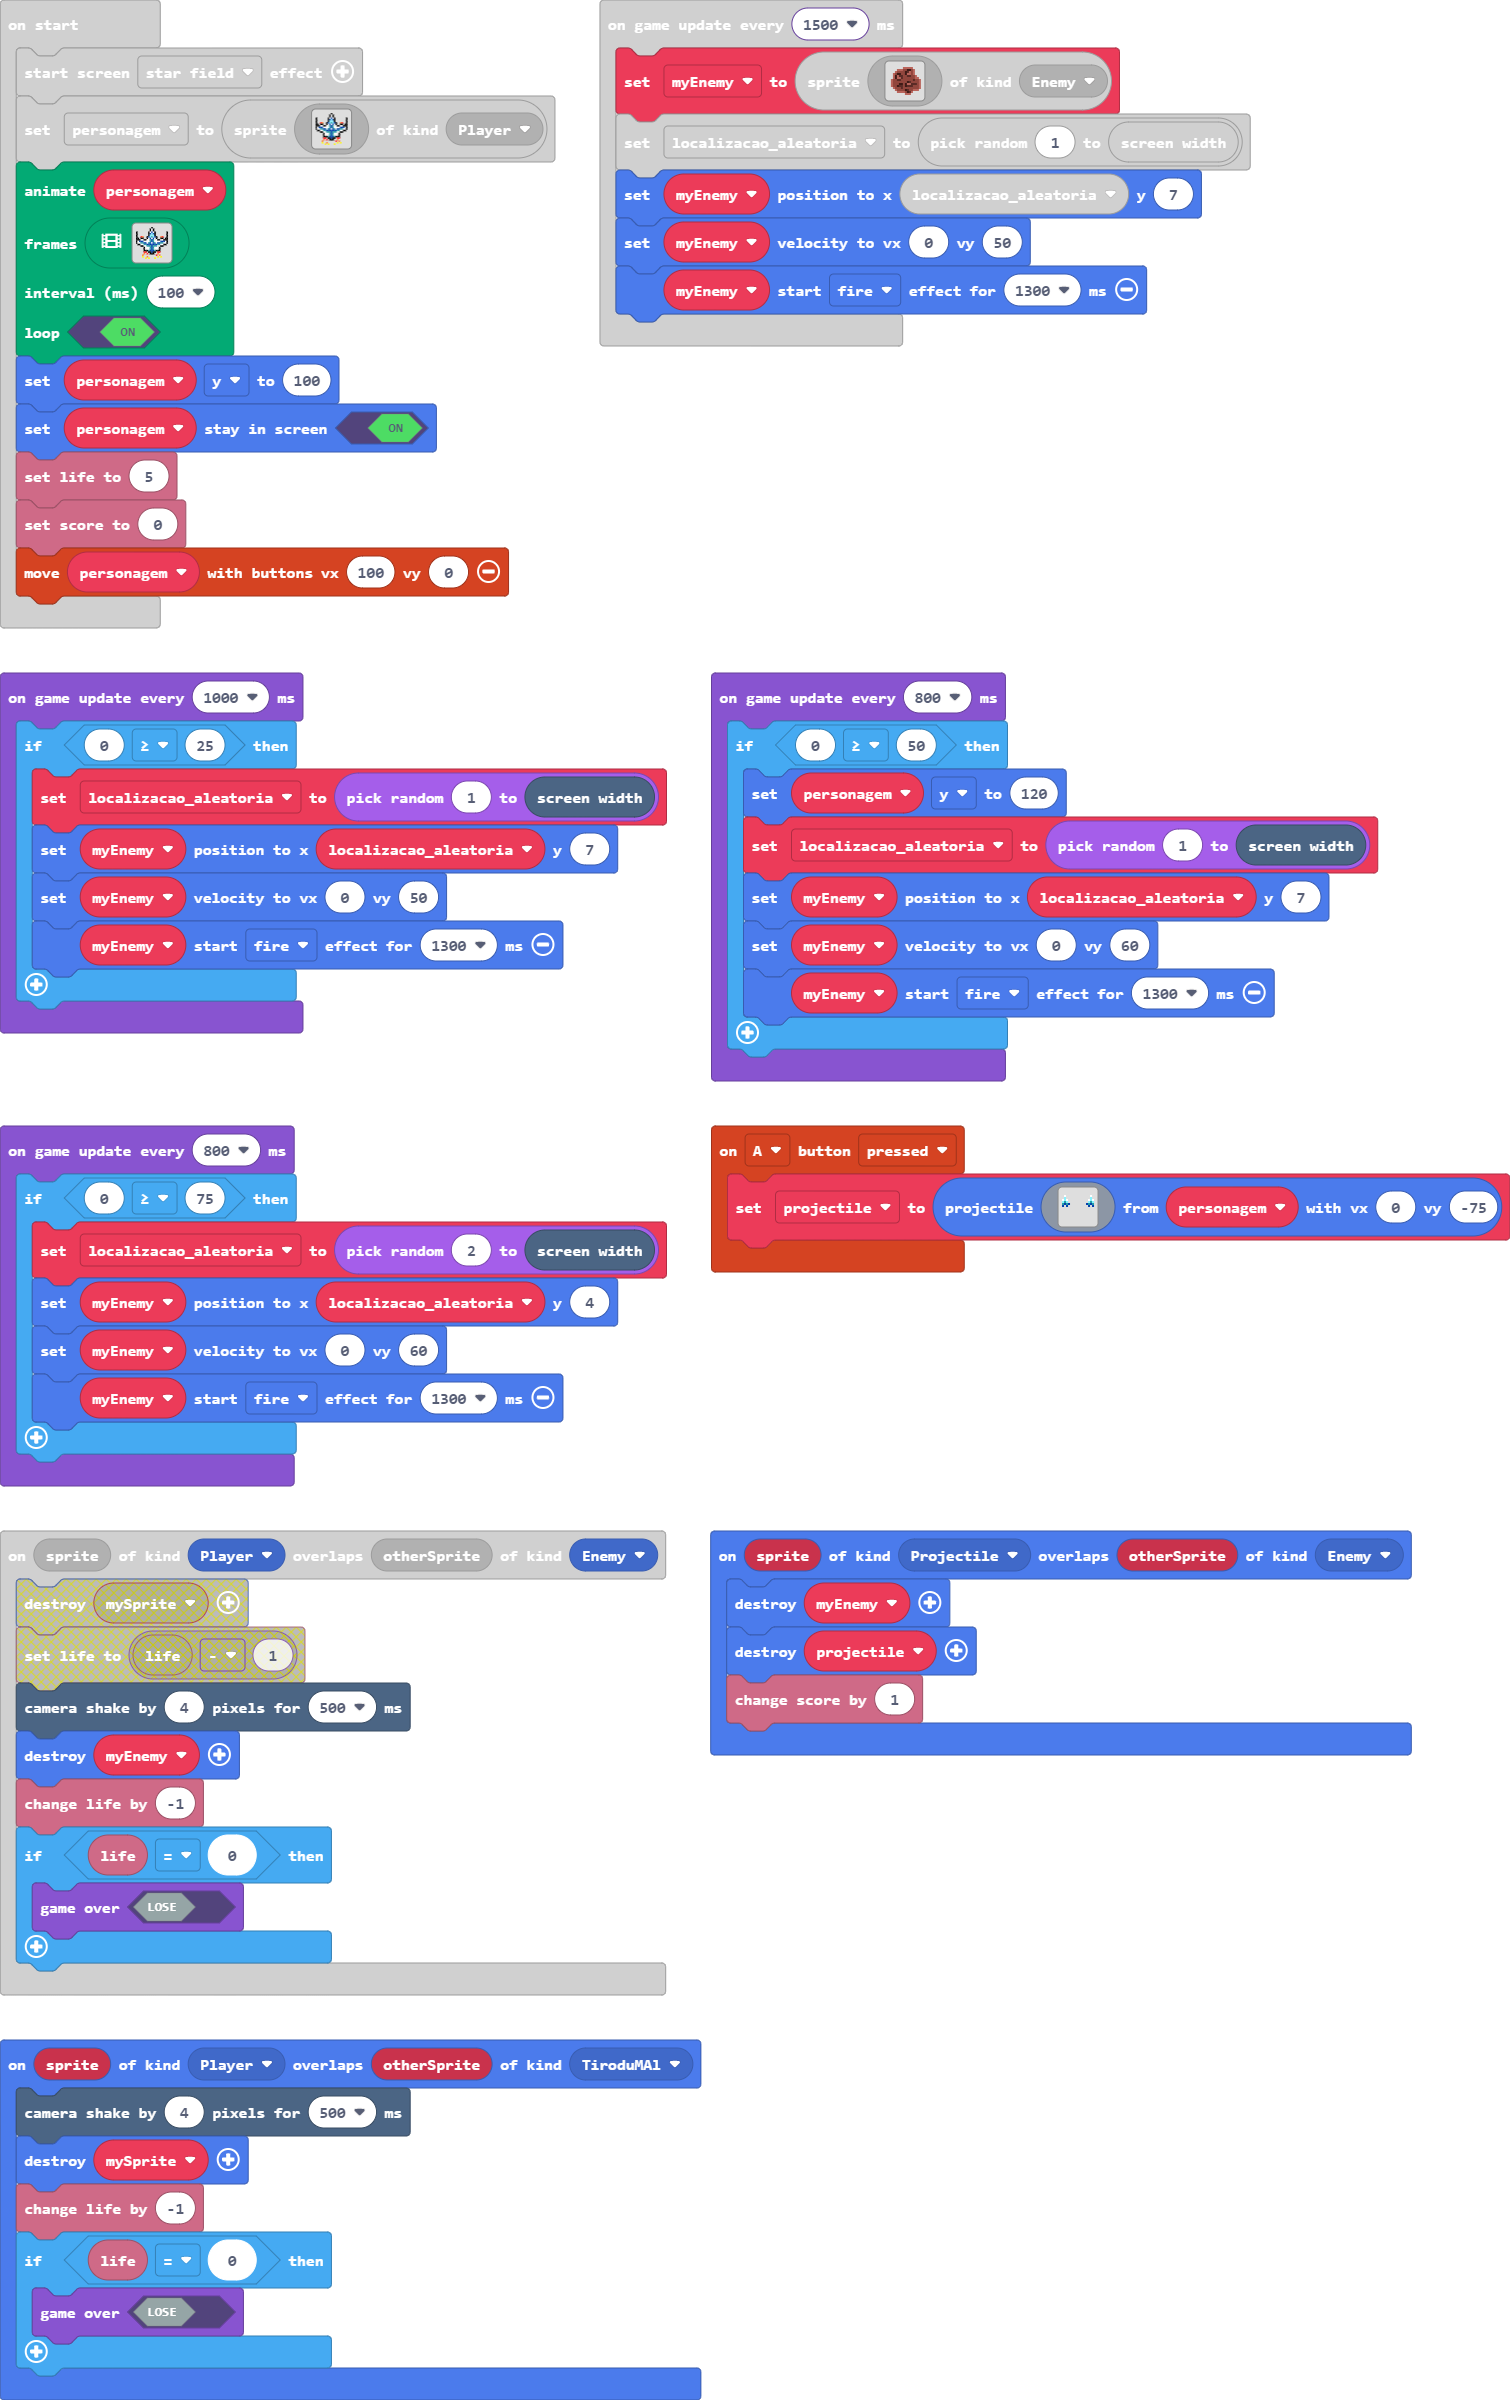 on start
start screen star field effect
set personagem to sprite of kind Player
animate personagem
frames
interval (ms) 100
loop ON
set personagem y to 100
set personagem stay in screen ON
set life to 5
set score to 0
move personagem with buttons vx 100 vy 0
on game update every 1500 ms
set myEnemy to sprite of kind Enemy
set localizacao_aleatoria to pick random 1 to screen width
set myEnemy position to x localizacao_aleatoria y 7
set myEnemy velocity to vx 0 vy 50
myEnemy start fire effect for 1300 ms
on game update every 1000 ms
if 0 ≥ 25 then
set localizacao_aleatoria to pick random 1 to screen width
set myEnemy position to x localizacao_aleatoria y 7
set myEnemy velocity to vx 0 vy 50
myEnemy start fire effect for 1300 ms
on game update every 800 ms
if 0 ≥ 50 then
set personagem y to 120
set localizacao_aleatoria to pick random 1 to screen width
set myEnemy position to x localizacao_aleatoria y 7
set myEnemy velocity to vx 0 vy 60
myEnemy start fire effect for 1300 ms
on game update every 800 ms
if 0 ≥ 75 then
set localizacao_aleatoria to pick random 2 to screen width
set myEnemy position to x localizacao_aleatoria y 4
set myEnemy velocity to vx 0 vy 60
myEnemy start fire effect for 1300 ms
on A button pressed
set projectile to projectile from personagem with vx 0 vy -75
on sprite of kind Player overlaps otherSprite of kind Enemy
destroy mySprite
set life to life - 1
camera shake by 4 pixels for 500 ms
destroy myEnemy
change life by -1
if life = 0 then
game over LOSE
on sprite of kind Projectile overlaps otherSprite of kind Enemy
destroy myEnemy
destroy projectile
change score by 1
on sprite of kind Player overlaps otherSprite of kind TiroduMAl
camera shake by 4 pixels for 500 ms
destroy mySprite
change life by -1
if life = 0 then
game over LOSE